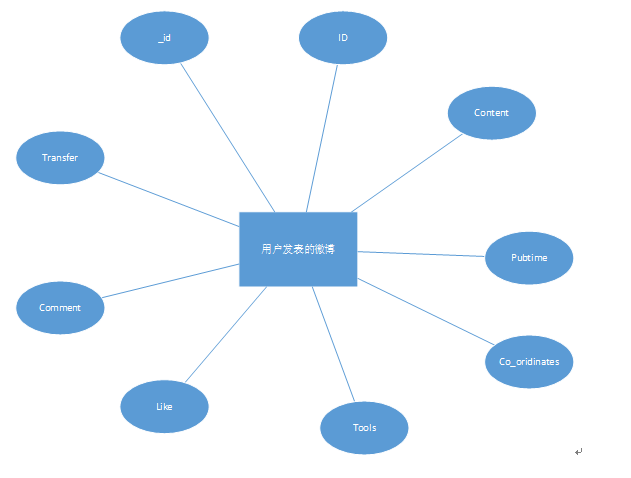 _id
ID
Content
Transfer
用户发表的微博
Pubtime
Comment
Co_oridinates
Like
Tools